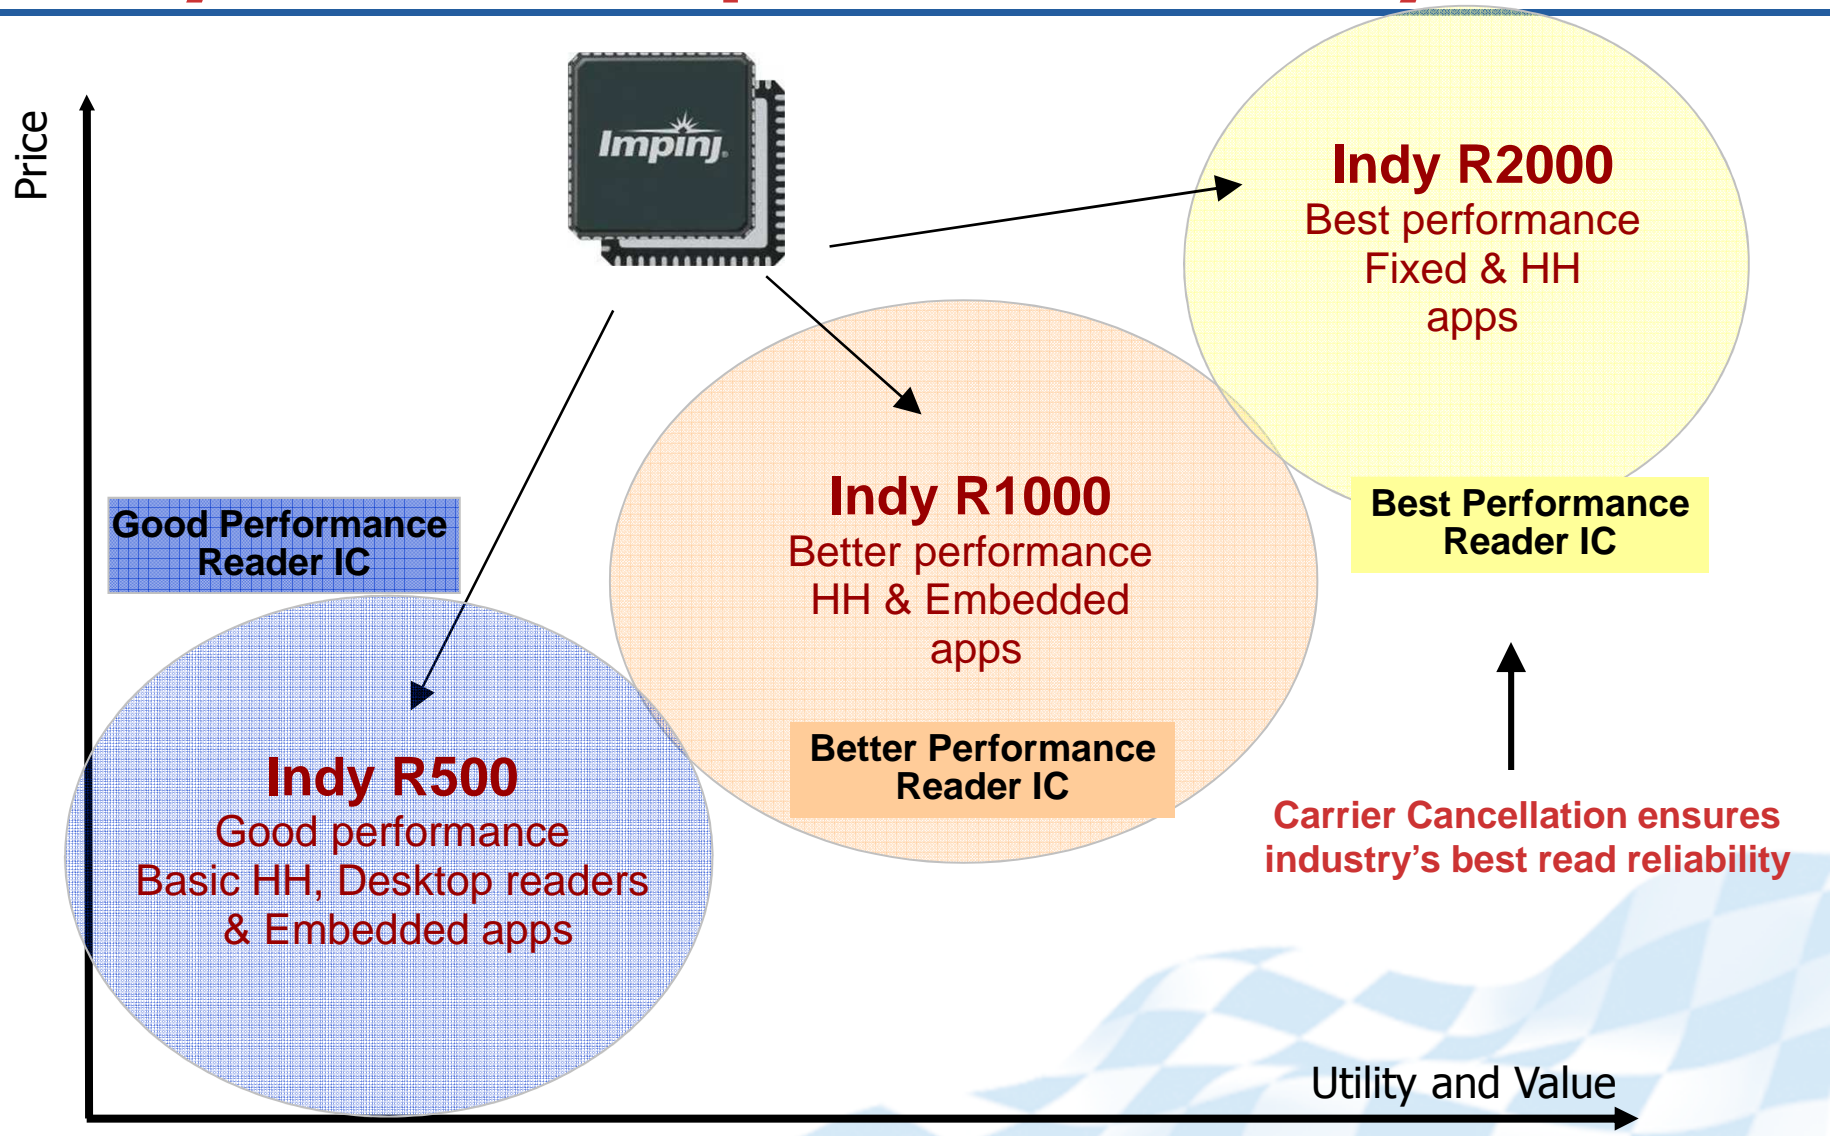 Price
Impinj
Indy R2000
Best performance
Fixed & HH
apps
Indy R1000
Better performance
HH & Embedded
apps
Good Performance
Reader IC
Best Performance
Reader IC
Better Performance
Reader IC
Indy R500
Good performance
Basic HH, Desktop readers
& Embedded apps
Carrier Cancellation ensures
industry’s best read reliability
Utility and Value